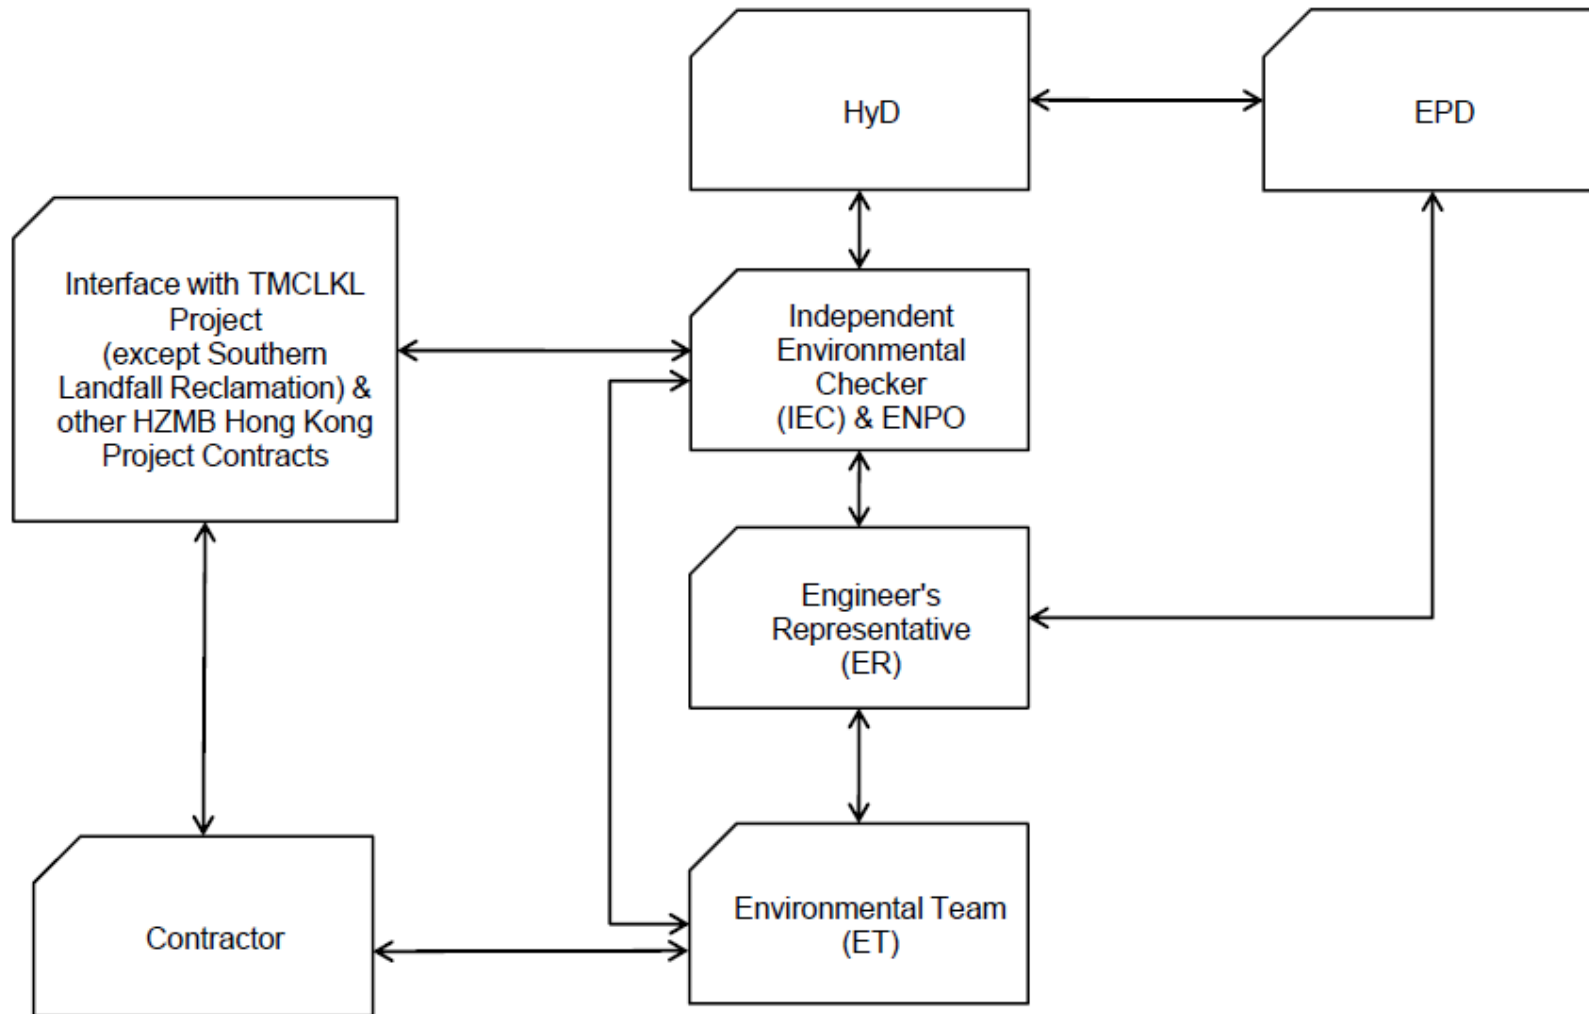 HyD
EPD
Interface with TMCLKL
Project
(except Southern
Landfall Reclamation) &
other HZMB Hong Kong
Project Contracts
Independent
Environmental
Checker
(IEC) & ENPO
Engineer's
Representative
(ER)
Contractor
Environmental Team
(ET)